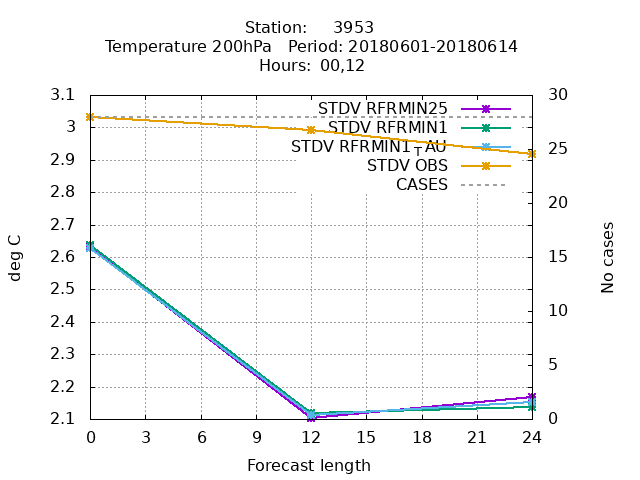 Station: 3953
Temperature 200hPa Period: 20180601-20180614
Hours: 00,12
deg C
3.1
3
2.9
2.8
2.7
2.6
2.5
2.4
2.3
2.2
2.1
STDV RFRMIN25
STDV RFRMIN1
STDV RFRMIN1_TAU
STDV OBS
CASES
30
25
20
15
10
5
0
No cases
0 3 6 9 12 15 18 21 24
Forecast length